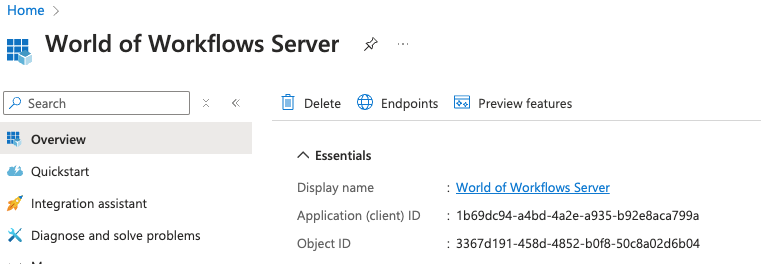 Home
World of Workflows Server
Search
Delete
Endpoints
Preview features
Overview
Quickstart
Integration assistant
Diagnose and solve problems
Essentials
Display name : World of Workflows Server
Application (client) ID : 1b69dc94-a4bd-4a2e-a935-b92e8aca799a
Object ID : 3367d191-458d-4852-b0f8-50c8a02d6b04